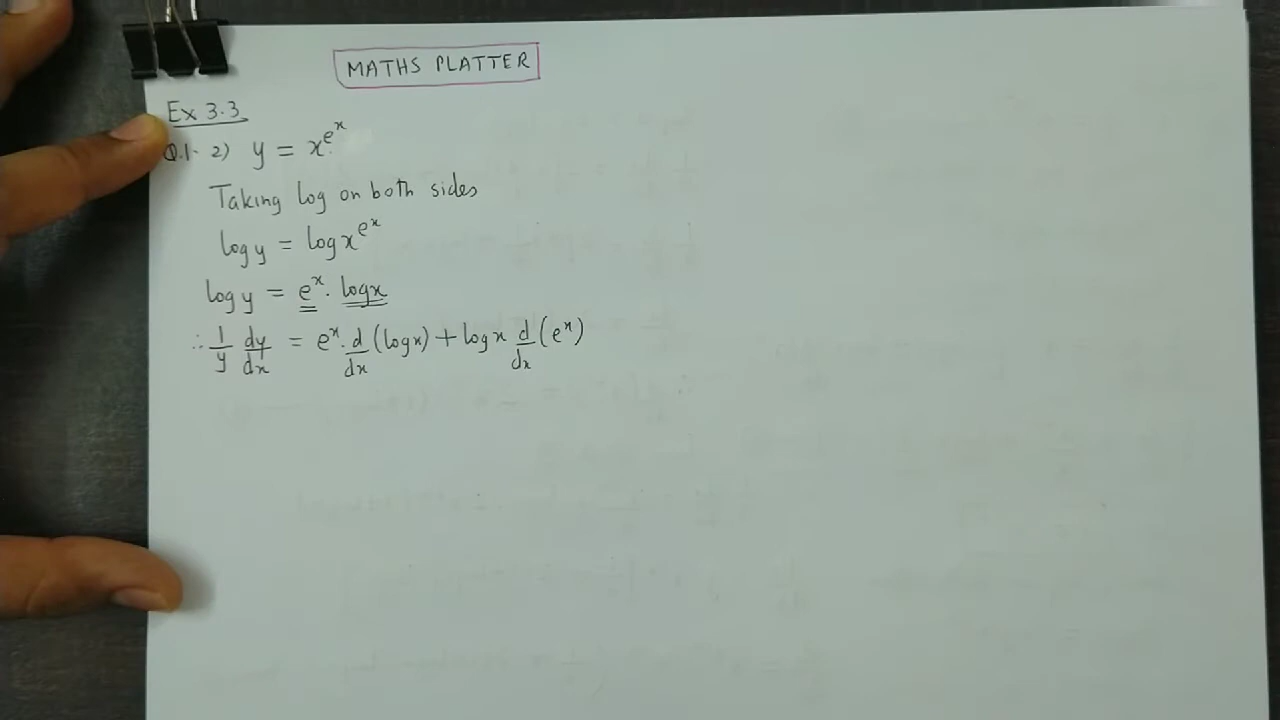 MATHS PLATTER
Ex 3.3
Q.1. 2) y = x^{e^x}
Taking log on both sides
log y = log x^{e^x}
log y = e^x . log x
∴ 1/y dy/dx = e^x . d/dx (log x) + log x d/dx (e^x)